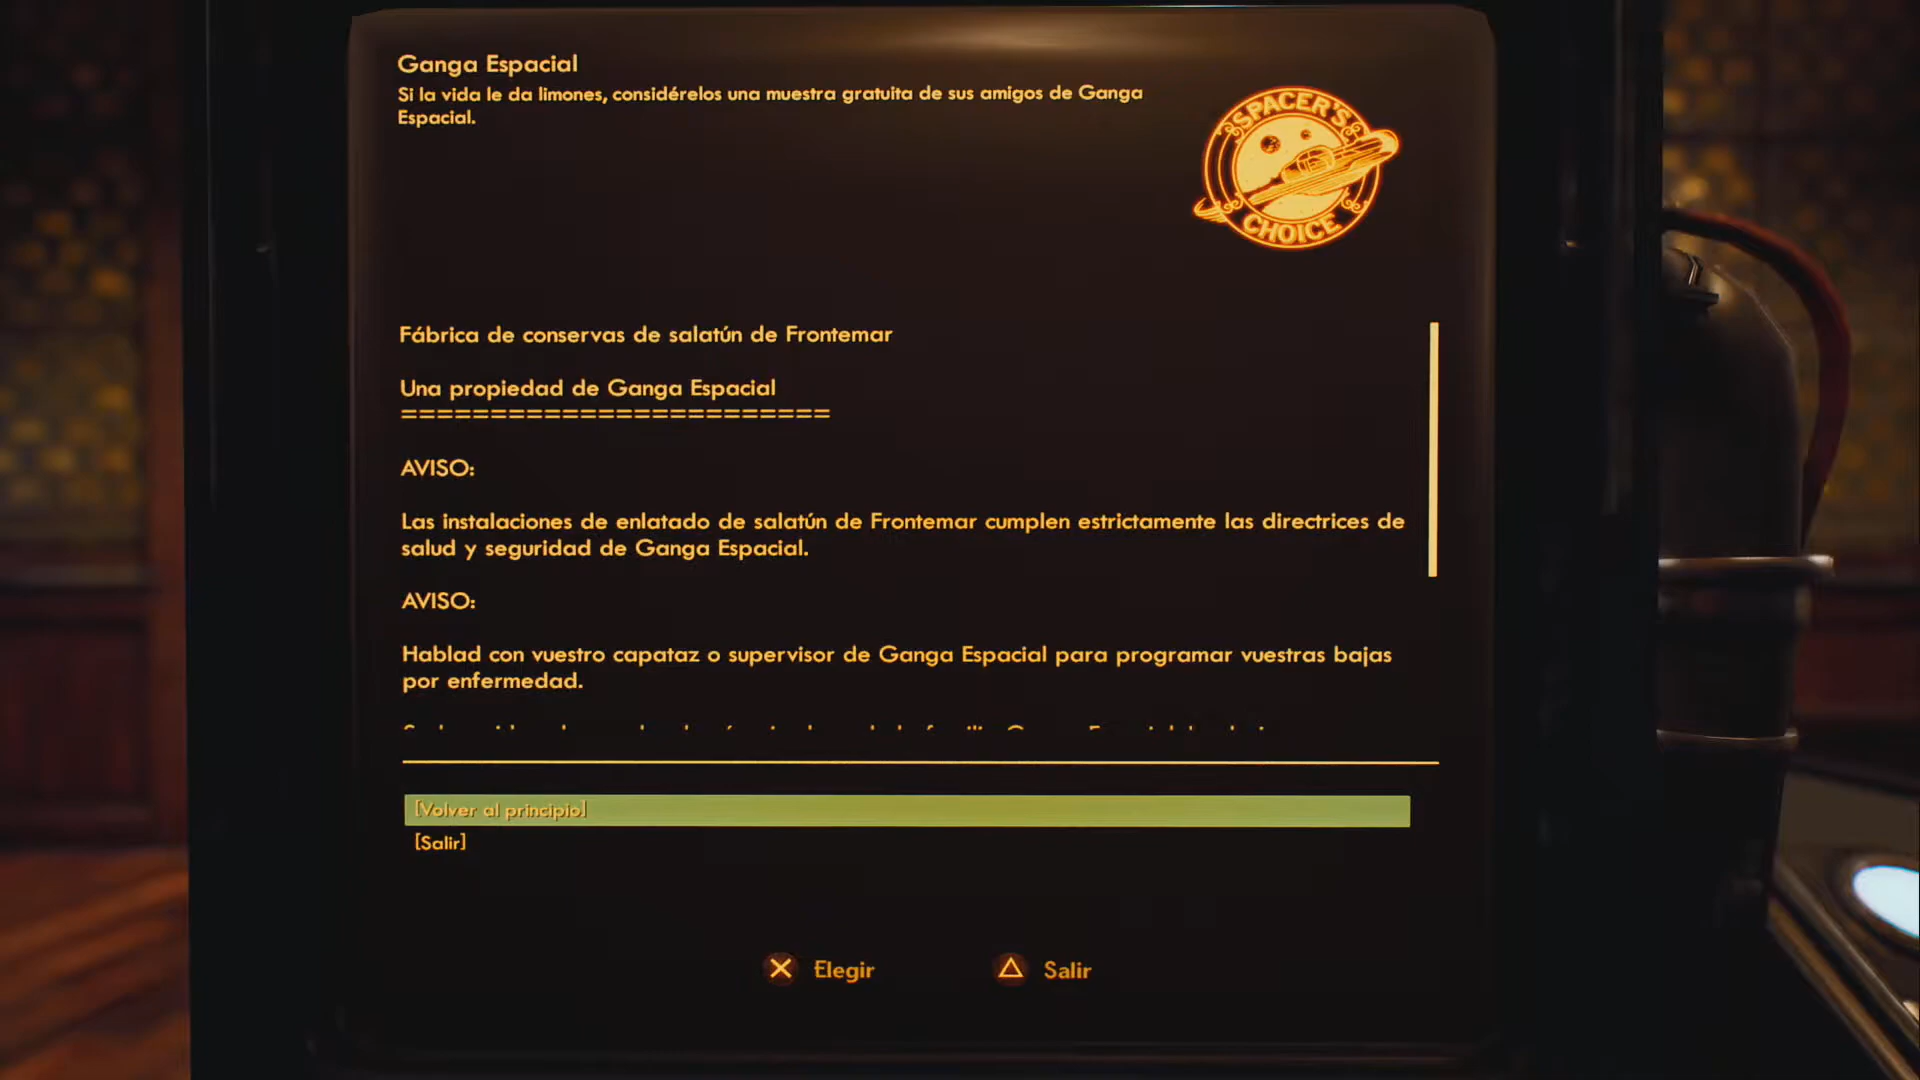 Ganga Espacial
Si la vida le da limones, considérelos una muestra gratuita de sus amigos de Ganga
Espacial.
SPACER'S
CHOICE
Fábrica de conservas de salatún de Frontemar
Una propiedad de Ganga Espacial
========================
AVISO:
Las instalaciones de enlatado de salatún de Frontemar cumplen estrictamente las directrices de
salud y seguridad de Ganga Espacial.
AVISO:
Hablad con vuestro capataz o supervisor de Ganga Espacial para programar vuestras bajas
por enfermedad.
[Volver al principio]
[Salir]
Elegir
Salir